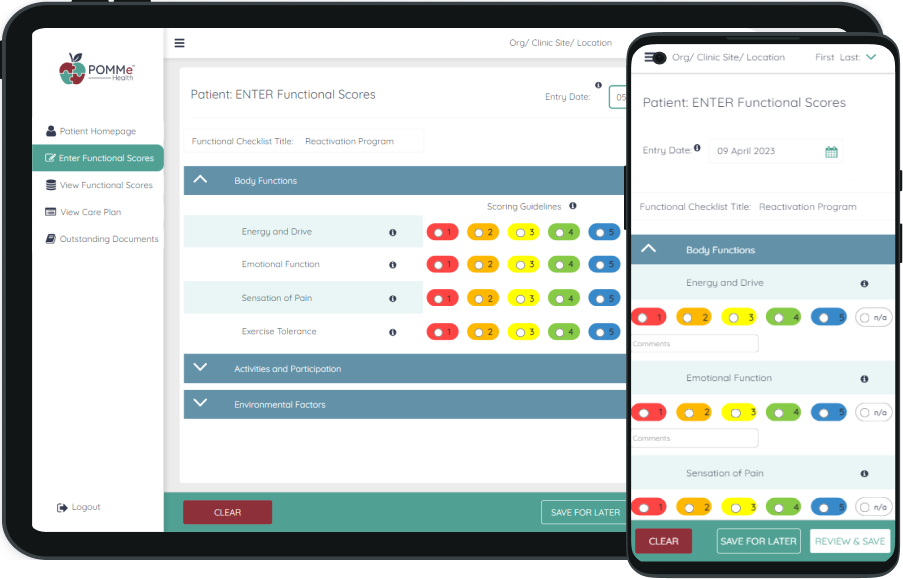 POMMe™
Health
Patient Homepage
Enter Functional Scores
View Functional Scores
View Care Plan
Outstanding Documents
Logout
Org/ Clinic Site/ Location
Patient: ENTER Functional Scores
Entry Date: 05
Functional Checklist Title: Reactivation Program
Body Functions
Scoring Guidelines
Energy and Drive 1 2 3 4 5
Emotional Function 1 2 3 4 5
Sensation of Pain 1 2 3 4 5
Exercise Tolerance 1 2 3 4 5
Activities and Participation
Environmental Factors
CLEAR SAVE FOR LATER
Org/ Clinic Site/ Location First Last:
Patient: ENTER Functional Scores
Entry Date: 09 April 2023
Functional Checklist Title: Reactivation Program
Body Functions
Energy and Drive
1 2 3 4 5 n/a
Comments
Emotional Function
1 2 3 4 5 n/a
Comments
Sensation of Pain
1 2 3 4 5 n/a
CLEAR SAVE FOR LATER REVIEW & SAVE